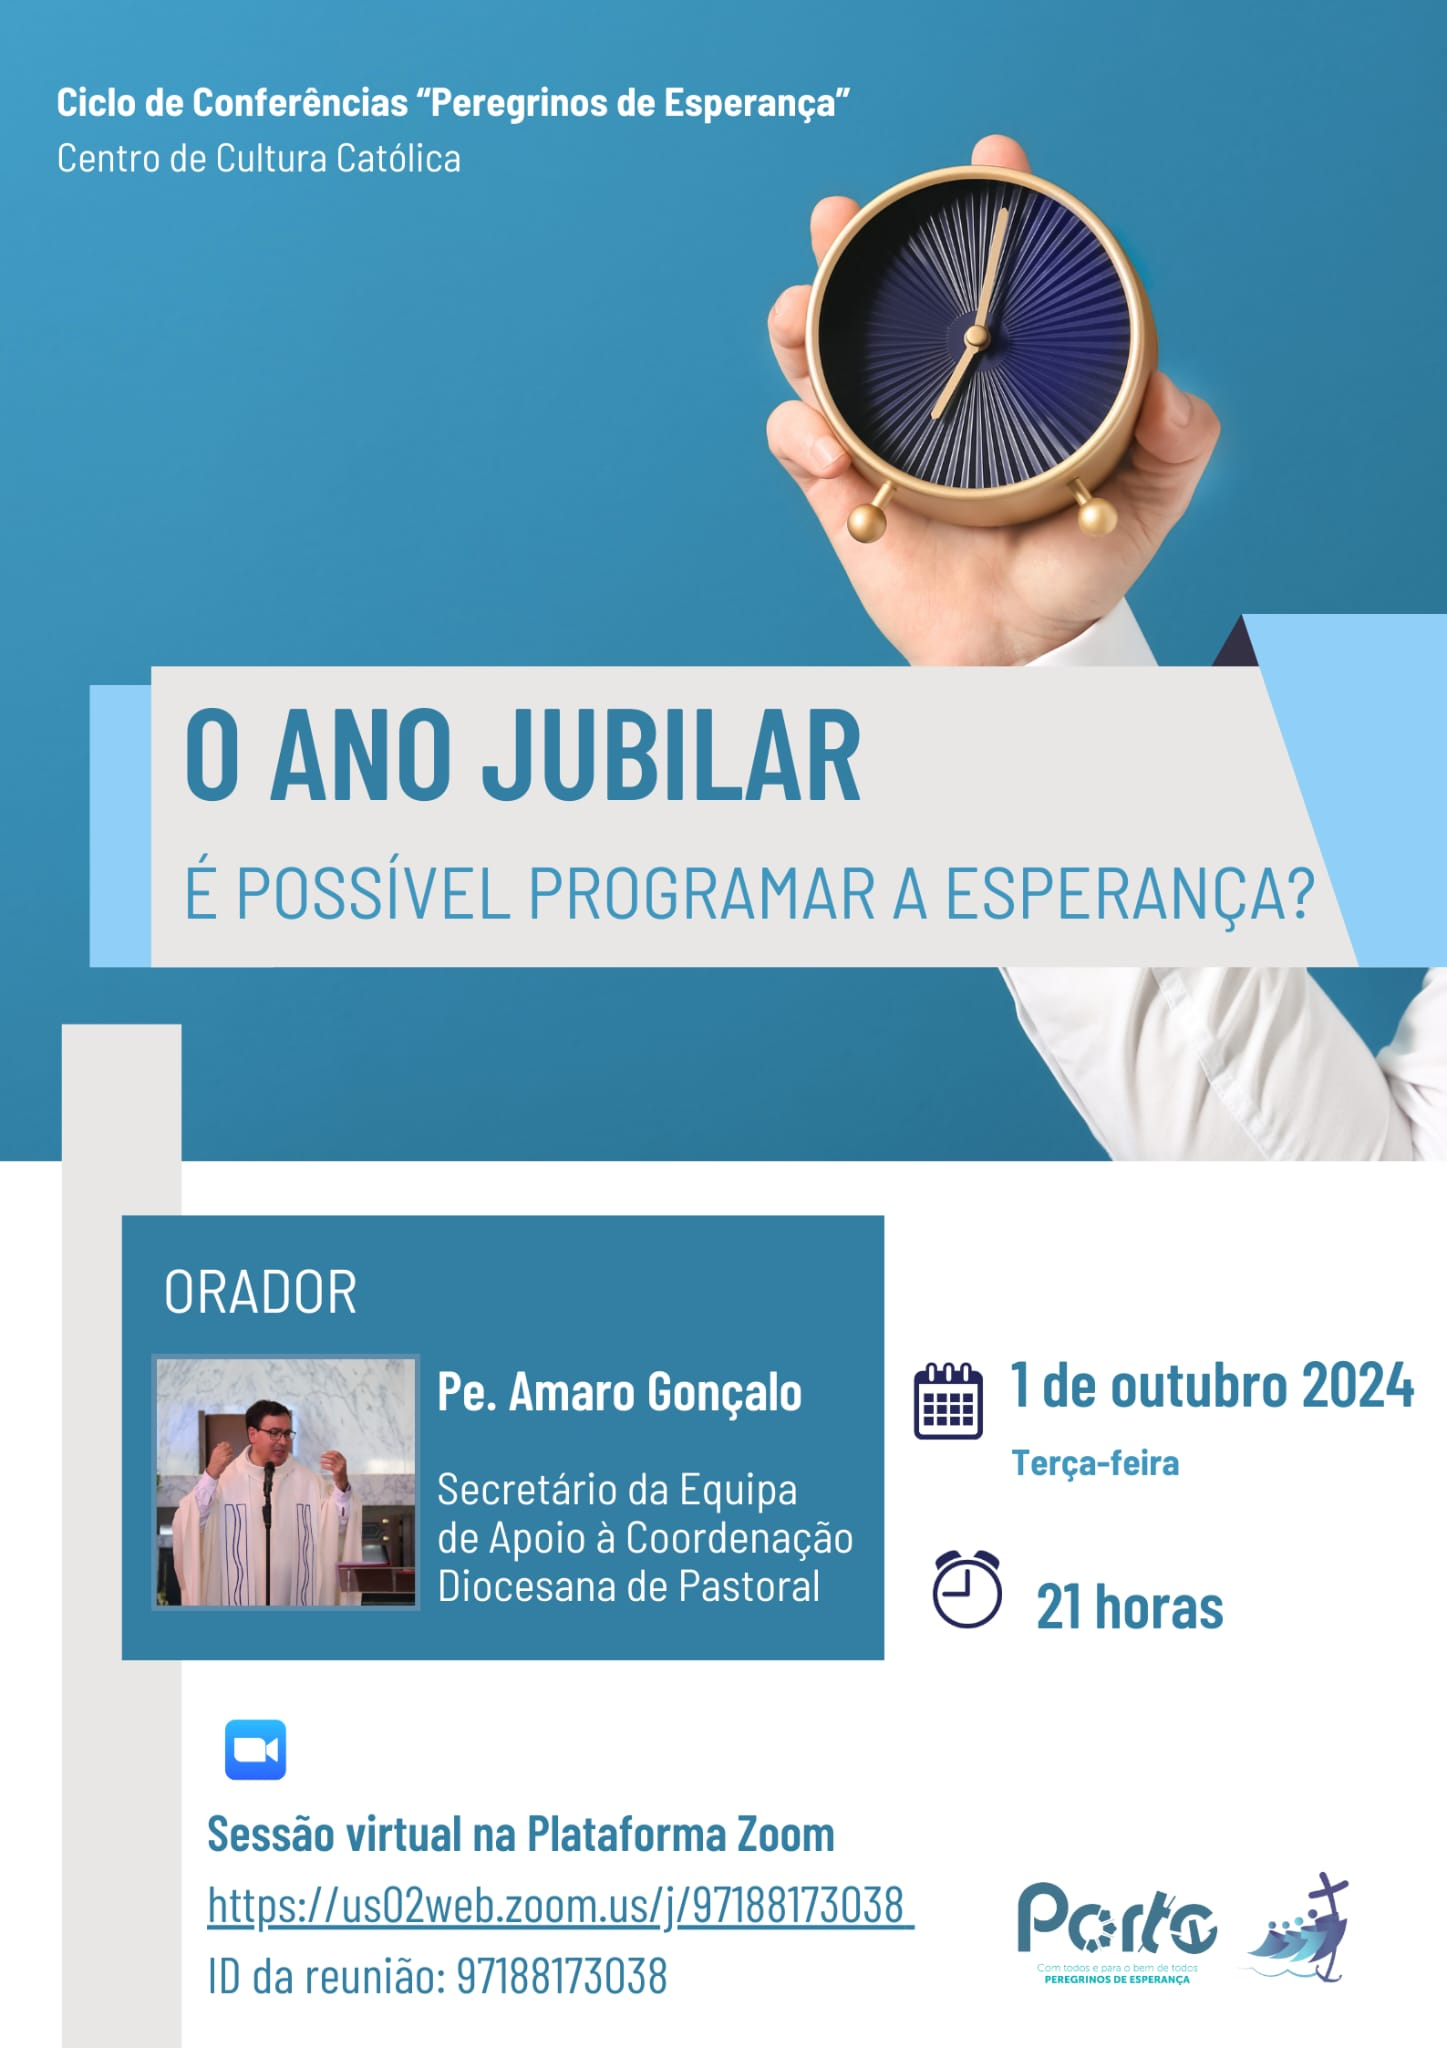 Ciclo de Conferências “Peregrinos de Esperança”
Centro de Cultura Católica
O ANO JUBILAR
É POSSÍVEL PROGRAMAR A ESPERANÇA?
ORADOR
Pe. Amaro Gonçalo
Secretário da Equipa
de Apoio à Coordenação
Diocesana de Pastoral
1 de outubro 2024
Terça-feira
21 horas
Sessão virtual na Plataforma Zoom
https://us02web.zoom.us/j/97188173038
ID da reunião: 97188173038
Porto
Com todos e para o bem de todos
PEREGRINOS DE ESPERANÇA